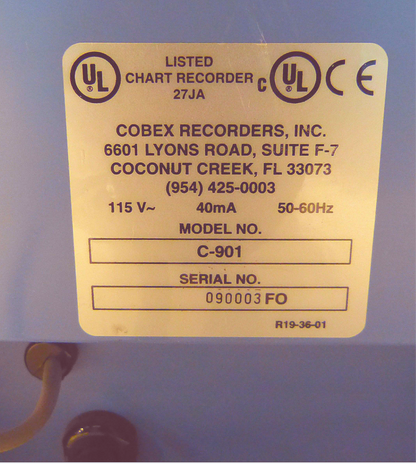 UL ® LISTED CHART RECORDER 27JA C UL ® CE
COBEX RECORDERS, INC.
6601 LYONS ROAD, SUITE F-7
COCONUT CREEK, FL 33073
(954) 425-0003
115 V~ 40mA 50-60Hz
MODEL NO.
C-901
SERIAL NO.
090003 FO
R19-36-01